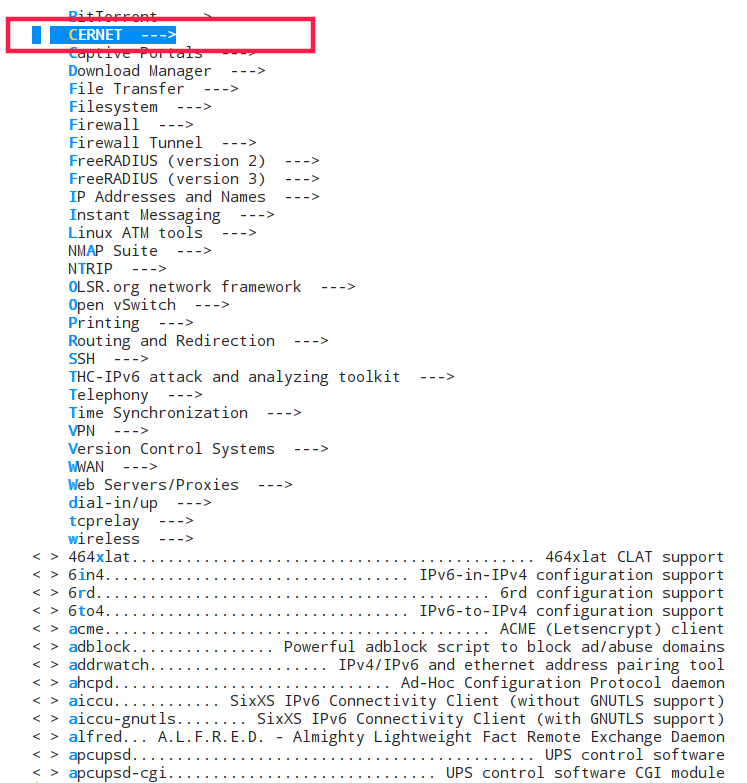 BitTorrent --->
CERNET --->
Captive Portals --->
Download Manager --->
File Transfer --->
Filesystem --->
Firewall --->
Firewall Tunnel --->
FreeRADIUS (version 2) --->
FreeRADIUS (version 3) --->
IP Addresses and Names --->
Instant Messaging --->
Linux ATM tools --->
NMAP Suite --->
NTRIP --->
OLSR.org network framework --->
Open vSwitch --->
Printing --->
Routing and Redirection --->
SSH --->
THC-IPv6 attack and analyzing toolkit --->
Telephony --->
Time Synchronization --->
VPN --->
Version Control Systems --->
WWAN --->
Web Servers/Proxies --->
dial-in/up --->
tcprelay --->
wireless --->
< > 464xlat............................................. 464xlat CLAT support
< > 6in4.................................. IPv6-in-IPv4 configuration support
< > 6rd............................................ 6rd configuration support
< > 6to4.................................. IPv6-to-IPv4 configuration support
< > acme.............................................. ACME (Letsencrypt) client
< > adblock................ Powerful adblock script to block ad/abuse domains
< > addrwatch.................... IPv4/IPv6 and ethernet address pairing tool
< > ahcpd............................... Ad-Hoc Configuration Protocol daemon
< > aiccu............ SixXS IPv6 Connectivity Client (without GNUTLS support)
< > aiccu-gnutls........ SixXS IPv6 Connectivity Client (with GNUTLS support)
< > alfred... A.L.F.R.E.D. - Almighty Lightweight Fact Remote Exchange Daemon
< > apcupsd.............................................. UPS control software
< > apcupsd-cgi.............................. UPS control software CGI module